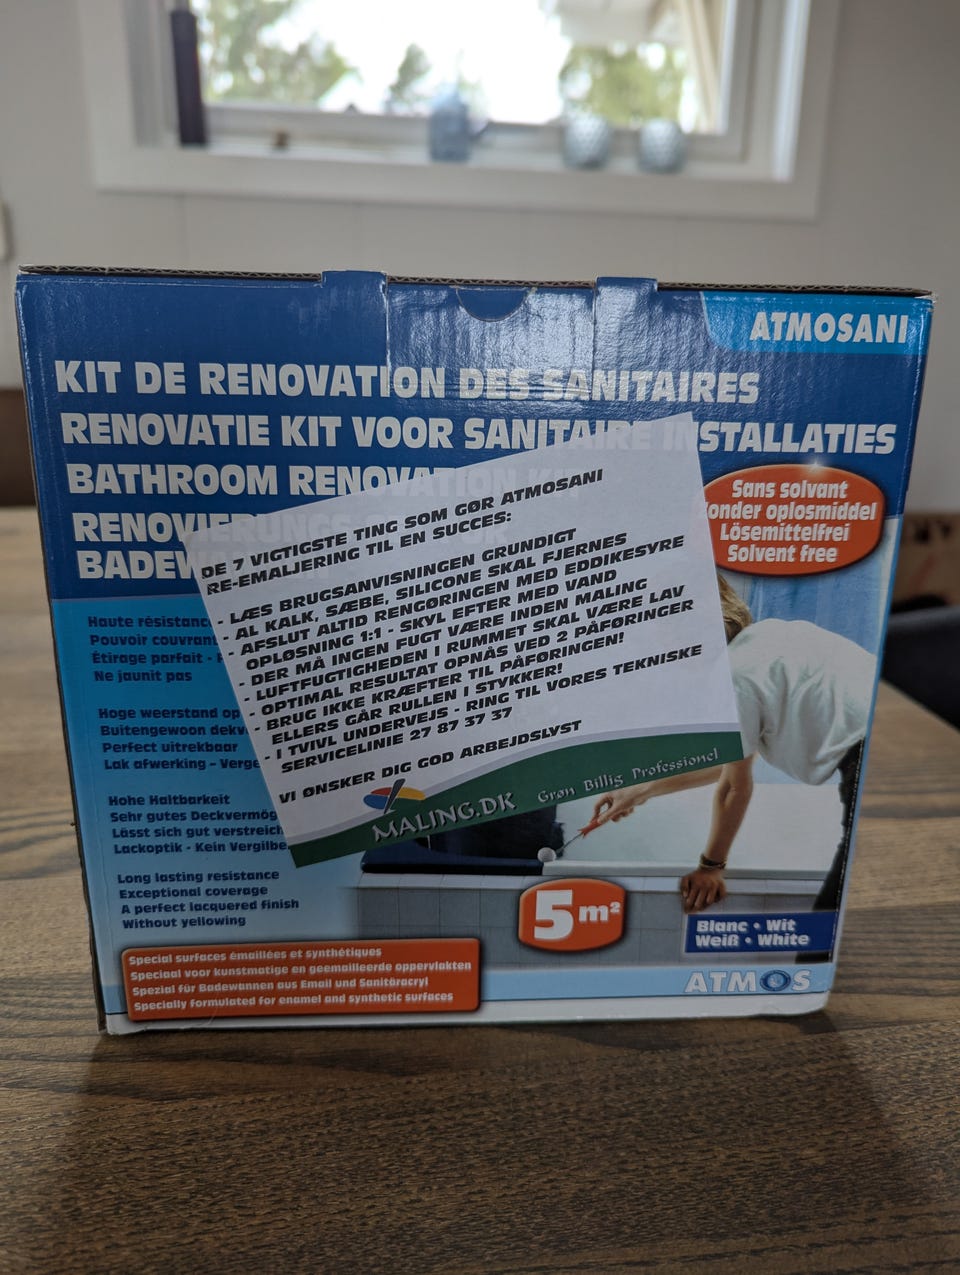 ATMOSANI
KIT DE RENOVATION DES SANITAIRES
RENOVATIE KIT VOOR SANITAIRE INSTALLATIES
BATHROOM RENOVATION KIT
Sans solvant
onder oplosmiddel
Lösemittelfrei
Solvent free
DE 7 VIGTIGSTE TING SOM GØR ATMOSANI
RE-EMALJERING TIL EN SUCCES:
- LÆS BRUGSANVISNINGEN GRUNDIGT
- AL KALK, SÆBE, SILICONE SKAL FJERNES
- AFSLUT ALTID RENGØRINGEN MED EDDIKESYRE
OPLØSNING 1:1 - SKYL EFTER MED VAND
- DER MÅ INGEN FUGT VÆRE INDEN MALING
- LUFTFUGTIGHEDEN I RUMMET SKAL VÆRE LAV
- OPTIMAL RESULTAT OPNÅS VED 2 PÅFØRINGER
- BRUG IKKE KRÆFTER TIL PÅFØRINGEN!
ELLERS GÅR RULLEN I STYKKER!
- I TVIVL UNDERVEJS - RING TIL VORES TEKNISKE
SERVICELINIE 27 87 37 37
VI ØNSKER DIG GOD ARBEJDSLYST
MALING.DK Grøn Billig Professionel
Haute résistance
Pouvoir couvrant
Étirage parfait -
Ne jaunit pas
Hoge weerstand op
Buitengewoon
Perfect uitrekbaar
Lak afwerking -
Hohe Haltbarkeit
Sehr gutes
Lässt sich gut
Lackoptik - Kein
Long lasting resistance
Exceptional coverage
A perfect lacquered finish
Without yellowing
5 m²
Blanc • Wit
Weiß • White
Special surfaces émaillées et synthétiques
Speciaal voor kunstmatige en geemailleerde oppervlakten
Spezial für Badewannen aus Email und Sanitäracryl
Specially formulated for enamel and synthetic surfaces
ATMOS